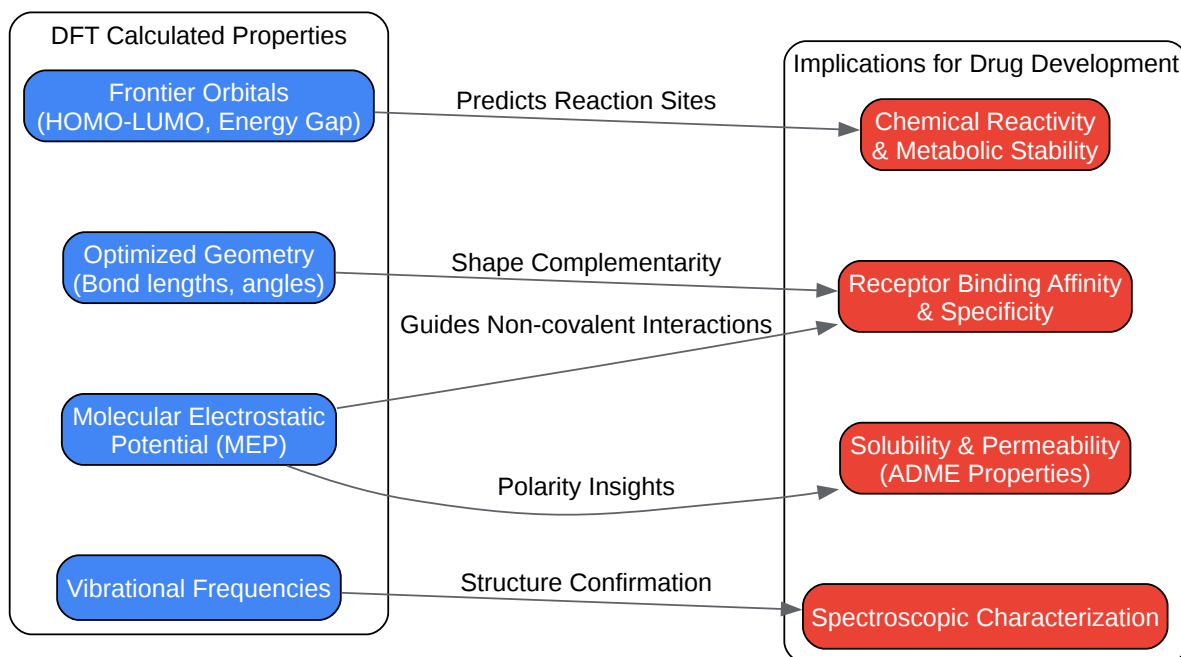 DFT Calculated Properties
Frontier Orbitals
(HOMO-LUMO, Energy Gap)
Optimized Geometry
(Bond lengths, angles)
Molecular Electrostatic
Potential (MEP)
Vibrational Frequencies
Predicts Reaction Sites
Shape Complementarity
Guides Non-covalent Interactions
Polarity Insights
Structure Confirmation
Implications for Drug Development
Chemical Reactivity
& Metabolic Stability
Receptor Binding Affinity
& Specificity
Solubility & Permeability
(ADME Properties)
Spectroscopic Characterization